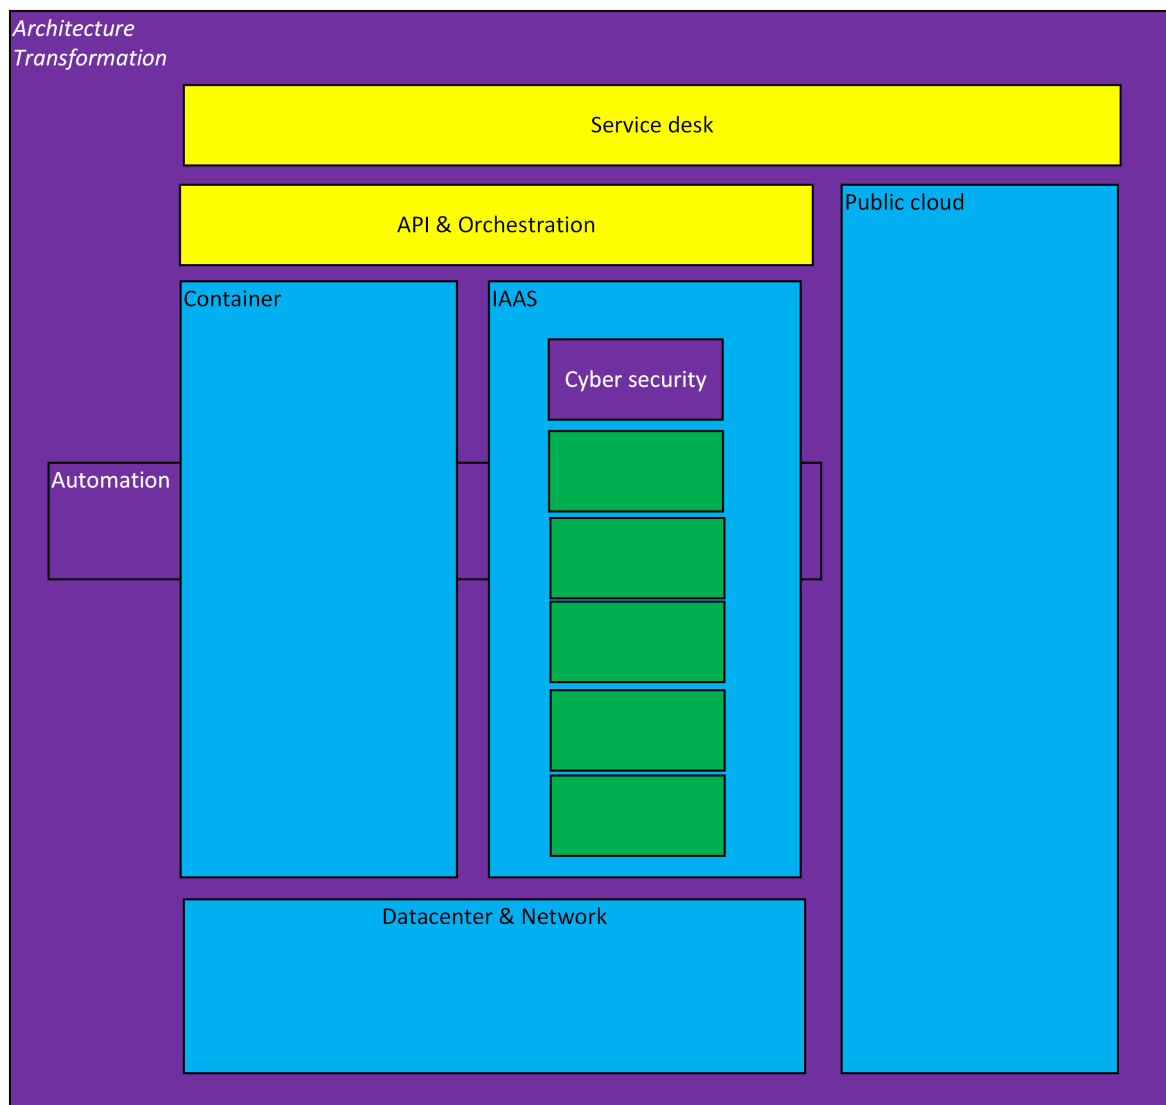 Architecture
Transformation
Service desk
API & Orchestration
Public cloud
Container
IAAS
Cyber security
Automation
Datacenter & Network